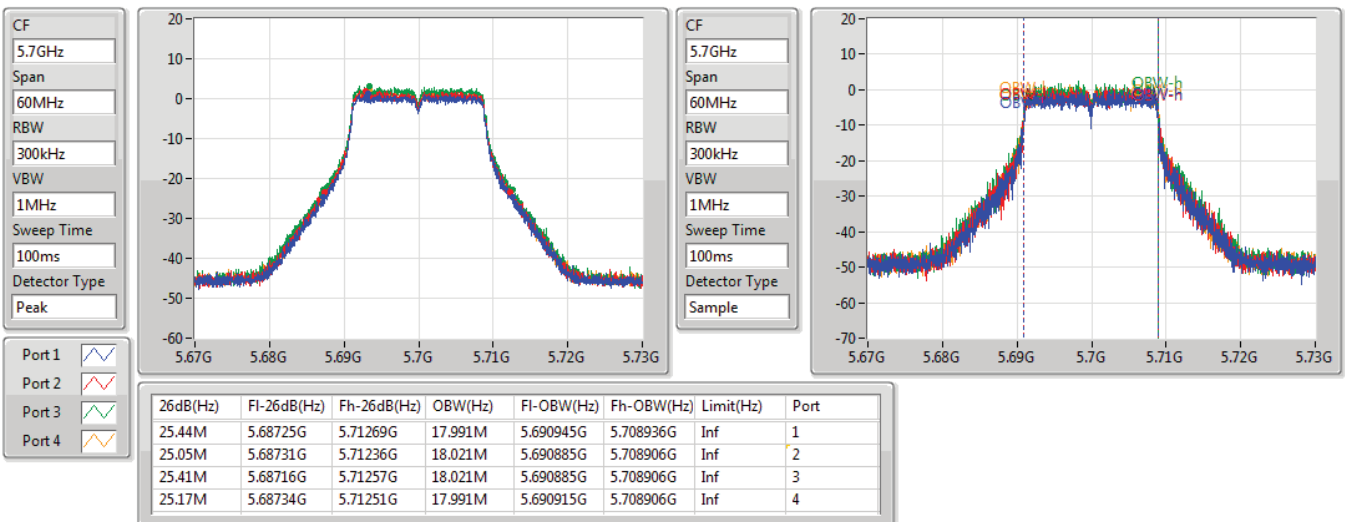 CF
5.7GHz
Span
60MHz
RBW
300kHz
VBW
1MHz
Sweep Time
100ms
Detector Type
Peak
20
10
0
-10
-20
-30
-40
-50
-60
5.67G 5.68G 5.69G 5.7G 5.71G 5.72G 5.73G
CF
5.7GHz
Span
60MHz
RBW
300kHz
VBW
1MHz
Sweep Time
100ms
Detector Type
Sample
20
10
0
-10
-20
-30
-40
-50
-60
-70
OBW-h
OBW-h
5.67G 5.68G 5.69G 5.7G 5.71G 5.72G 5.73G
Port 1
Port 2
Port 3
Port 4
26dB(Hz) Fl-26dB(Hz) Fh-26dB(Hz) OBW(Hz) Fl-OBW(Hz) Fh-OBW(Hz) Limit(Hz) Port
25.44M 5.68725G 5.71269G 17.991M 5.690945G 5.708936G Inf 1
25.05M 5.68731G 5.71236G 18.021M 5.690885G 5.708906G Inf 2
25.41M 5.68716G 5.71257G 18.021M 5.690885G 5.708906G Inf 3
25.17M 5.68734G 5.71251G 17.991M 5.690915G 5.708906G Inf 4